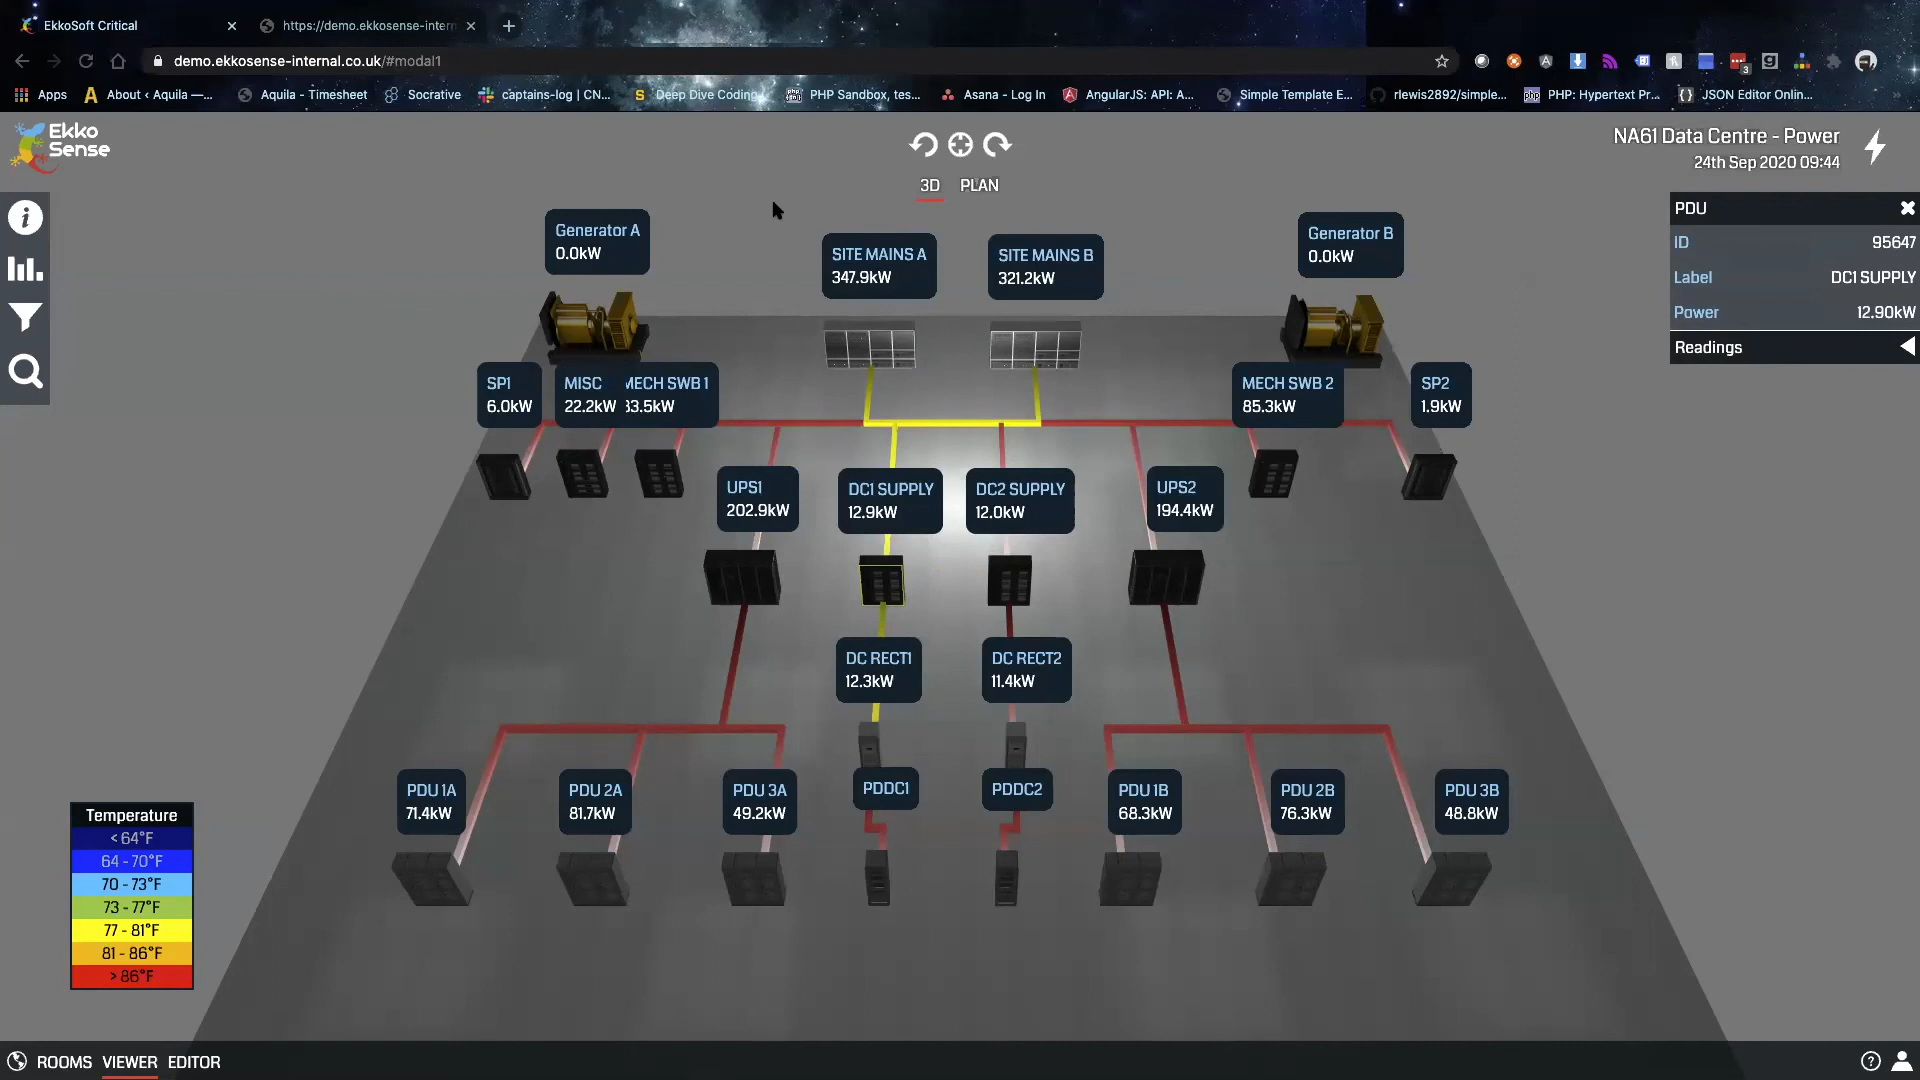 EkkoSoft Critical
https://demo.ekkosense-intern
demo.ekkosense-internal.co.uk/#modal1
3
Apps
About ‹ Aquila —...
Aquila - Timesheet
Socrative
captains-log | CN...
Deep Dive Coding
PHP Sandbox, tes...
Asana - Log In
AngularJS: API: A...
Simple Template E...
rlewis2892/simple...
PHP: Hypertext Pr...
JSON Editor Onlin...
Ekko
Sense
3D
PLAN
NA61 Data Centre - Power
24th Sep 2020 09:44
PDU
ID 95647
Label DC1 SUPPLY
Power 12.90kW
Readings
Generator A
0.0kW
SITE MAINS A
347.9kW
SITE MAINS B
321.2kW
Generator B
0.0kW
SP1
6.0kW
MISC
22.2kW
MECH SWB 1
33.5kW
MECH SWB 2
85.3kW
SP2
1.9kW
UPS1
202.9kW
DC1 SUPPLY
12.9kW
DC2 SUPPLY
12.0kW
UPS2
194.4kW
DC RECT1
12.3kW
DC RECT2
11.4kW
PDU 1A
71.4kW
PDU 2A
81.7kW
PDU 3A
49.2kW
PDDC1
PDDC2
PDU 1B
68.3kW
PDU 2B
76.3kW
PDU 3B
48.8kW
Temperature
< 64°F
64 - 70°F
70 - 73°F
73 - 77°F
77 - 81°F
81 - 86°F
> 86°F
ROOMS
VIEWER
EDITOR